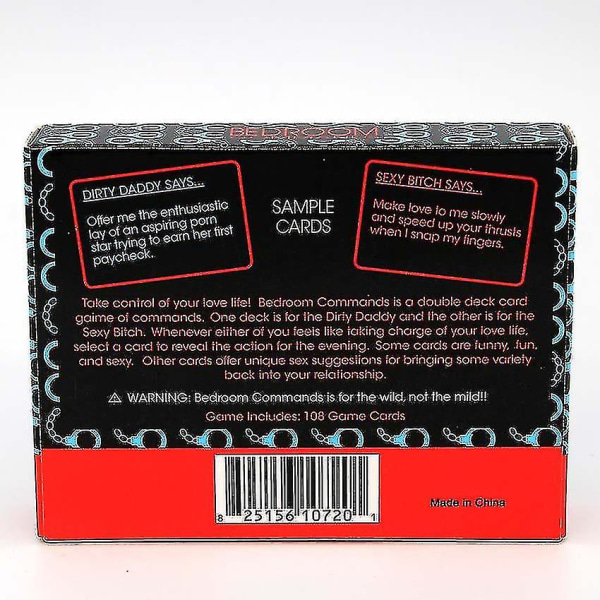 BEDROOM
DIRTY DADDY SAYS...
Offer me the enthusiastic
lay of an aspiring porn
star trying to earn her first
paycheck.
SAMPLE
CARDS
SEXY BITCH SAYS...
Make love to me slowly
and speed up your thrusts
when I snap my fingers.
Take control of your love life! Bedroom Commands is a double deck card
game of commands. One deck is for the Dirty Daddy and the other is for the
Sexy Bitch. Whenever either of you feels like taking charge of your love life,
select a card to reveal the action for the evening. Some cards are funny, fun,
and sexy. Other cards offer unique sex suggestions for bringing some variety
back into your relationship.
⚠ WARNING: Bedroom Commands is for the wild, not the mild!!
Game Includes: 108 Game Cards
8 25156 10720 1
Made in China